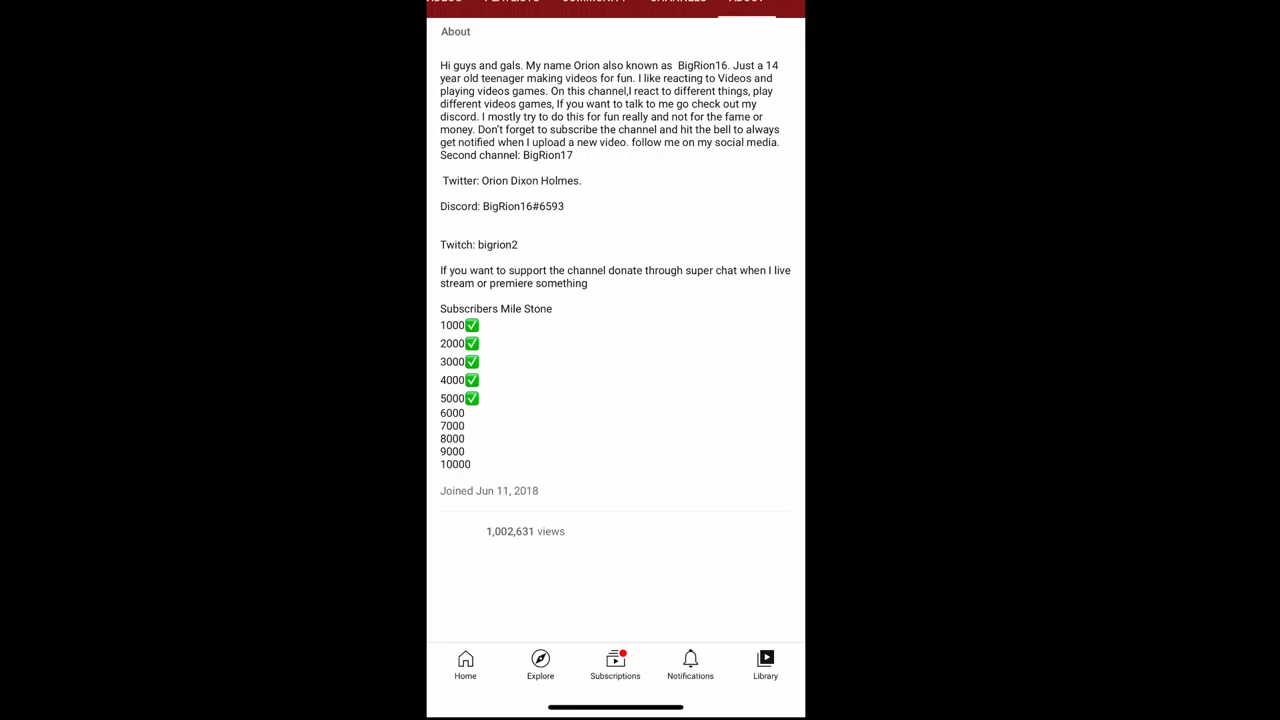 About
Hi guys and gals. My name Orion also known as  BigRion16. Just a 14
year old teenager making videos for fun. I like reacting to Videos and
playing videos games. On this channel,I react to different things, play
different videos games, If you want to talk to me go check out my
discord. I mostly try to do this for fun really and not for the fame or
money. Don’t forget to subscribe the channel and hit the bell to always
get notified when I upload a new video. follow me on my social media.
Second channel: BigRion17
Twitter: Orion Dixon Holmes.
Discord: BigRion16#6593
Twitch: bigrion2
If you want to support the channel donate through super chat when I live
stream or premiere something
Subscribers Mile Stone
1000✅
2000✅
3000✅
4000✅
5000✅
6000
7000
8000
9000
10000
Joined Jun 11, 2018
1,002,631 views
Home Explore Subscriptions Notifications Library